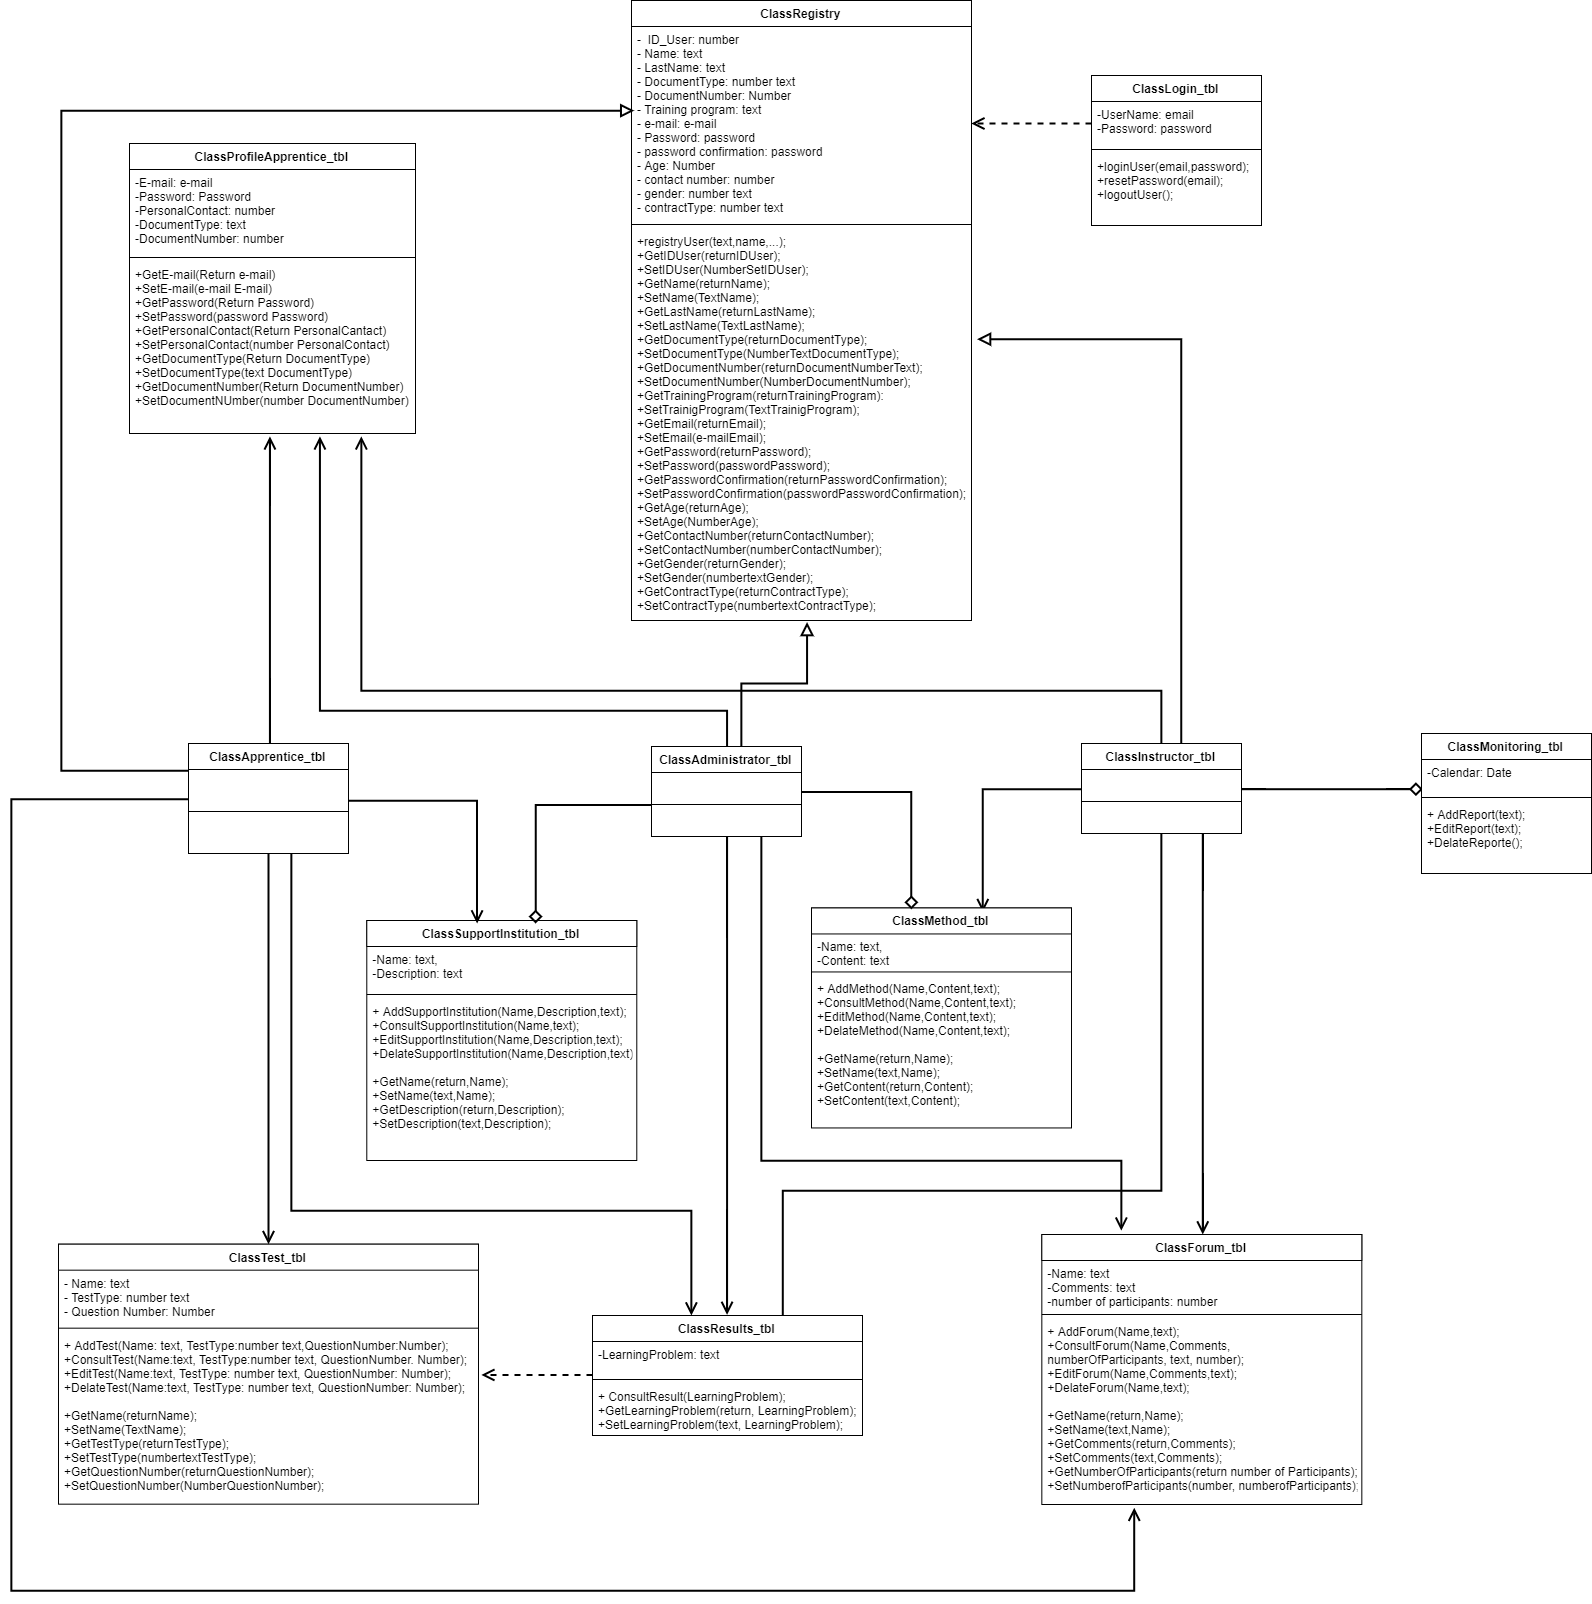 ClassRegistry
-  ID_User: number
- Name: text
- LastName: text
- DocumentType: number text
- DocumentNumber: Number
- Training program: text
- e-mail: e-mail
- Password: password
- password confirmation: password
- Age: Number
- contact number: number
- gender: number text
- contractType: number text
+registryUser(text,name,...);
+GetIDUser(returnIDUser);
+SetIDUser(NumberSetIDUser);
+GetName(returnName);
+SetName(TextName);
+GetLastName(returnLastName);
+SetLastName(TextLastName);
+GetDocumentType(returnDocumentType);
+SetDocumentType(NumberTextDocumentType);
+GetDocumentNumber(returnDocumentNumberText);
+SetDocumentNumber(NumberDocumentNumber);
+GetTrainingProgram(returnTrainingProgram):
+SetTrainigProgram(TextTrainigProgram);
+GetEmail(returnEmail);
+SetEmail(e-mailEmail);
+GetPassword(returnPassword);
+SetPassword(passwordPassword);
+GetPasswordConfirmation(returnPasswordConfirmation);
+SetPasswordConfirmation(passwordPasswordConfirmation);
+GetAge(returnAge);
+SetAge(NumberAge);
+GetContactNumber(returnContactNumber);
+SetContactNumber(numberContactNumber);
+GetGender(returnGender);
+SetGender(numbertextGender);
+GetContractType(returnContractType);
+SetContractType(numbertextContractType);
ClassLogin_tbl
-UserName: email
-Password: password
+loginUser(email,password);
+resetPassword(email);
+logoutUser();
ClassProfileApprentice_tbl
-E-mail: e-mail
-Password: Password
-PersonalContact: number
-DocumentType: text
-DocumentNumber: number
+GetE-mail(Return e-mail)
+SetE-mail(e-mail E-mail)
+GetPassword(Return Password)
+SetPassword(password Password)
+GetPersonalContact(Return PersonalCantact)
+SetPersonalContact(number PersonalContact)
+GetDocumentType(Return DocumentType)
+SetDocumentType(text DocumentType)
+GetDocumentNumber(Return DocumentNumber)
+SetDocumentNUmber(number DocumentNumber)
ClassApprentice_tbl
ClassAdministrator_tbl
ClassInstructor_tbl
ClassMonitoring_tbl
-Calendar: Date
+ AddReport(text);
+EditReport(text);
+DelateReporte();
ClassSupportInstitution_tbl
-Name: text,
-Description: text
+ AddSupportInstitution(Name,Description,text);
+ConsultSupportInstitution(Name,text);
+EditSupportInstitution(Name,Description,text);
+DelateSupportInstitution(Name,Description,text)
+GetName(return,Name);
+SetName(text,Name);
+GetDescription(return,Description);
+SetDescription(text,Description);
ClassMethod_tbl
-Name: text,
-Content: text
+ AddMethod(Name,Content,text);
+ConsultMethod(Name,Content,text);
+EditMethod(Name,Content,text);
+DelateMethod(Name,Content,text);
+GetName(return,Name);
+SetName(text,Name);
+GetContent(return,Content);
+SetContent(text,Content);
ClassTest_tbl
- Name: text
- TestType: number text
- Question Number: Number
+ AddTest(Name: text, TestType:number text,QuestionNumber:Number);
+ConsultTest(Name:text, TestType:number text, QuestionNumber: Number);
+EditTest(Name:text, TestType: number text, QuestionNumber: Number);
+DelateTest(Name:text, TestType: number text, QuestionNumber: Number);
+GetName(returnName);
+SetName(TextName);
+GetTestType(returnTestType);
+SetTestType(numbertextTestType);
+GetQuestionNumber(returnQuestionNumber);
+SetQuestionNumber(NumberQuestionNumber);
ClassResults_tbl
-LearningProblem: text
+ ConsultResult(LearningProblem);
+GetLearningProblem(return, LearningProblem);
+SetLearningProblem(text, LearningProblem);
ClassForum_tbl
-Name: text
-Comments: text
-number of participants: number
+ AddForum(Name,text);
+ConsultForum(Name,Comments,
numberOfParticipants, text, number);
+EditForum(Name,Comments,text);
+DelateForum(Name,text);
+GetName(return,Name);
+SetName(text,Name);
+GetComments(return,Comments);
+SetComments(text,Comments);
+GetNumberOfParticipants(return number of Participants);
+SetNumberofParticipants(number, numberofParticipants);